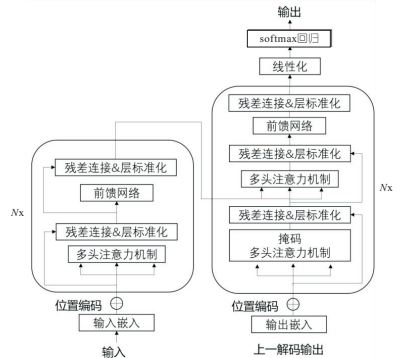 输出
softmax回归
线性化
残差连接&层标准化
前馈网络
残差连接&层标准化
多头注意力机制
残差连接&层标准化
掩码
多头注意力机制
Nx
位置编码
输出嵌入
上一解码输出
残差连接&层标准化
前馈网络
Nx
残差连接&层标准化
多头注意力机制
位置编码
输入嵌入
输入